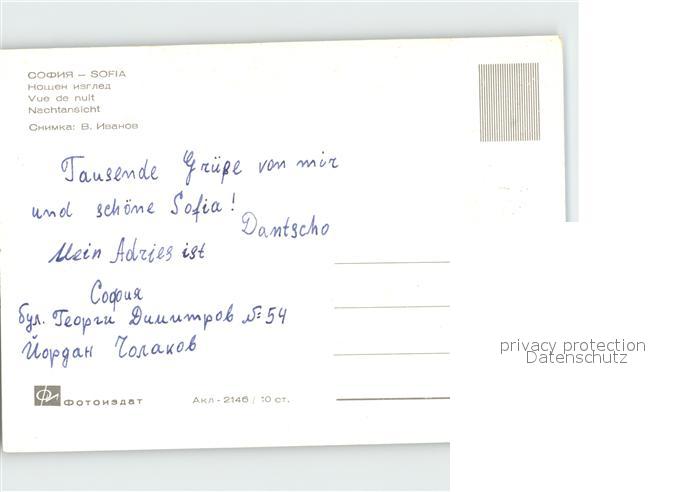 СОФИЯ – SOFIA
Нощен изглед
Vue de nuit
Nachtansicht
Снимка: В. Иванов
Tausende Grüße von mir
und schöne Sofia!
Dantscho
Mein Adries ist
София
бул. Георги Димитров №54
Йордан Чолаков
Фотоиздат
Акл-2146 / 10 ст.
privacy protection
Datenschutz